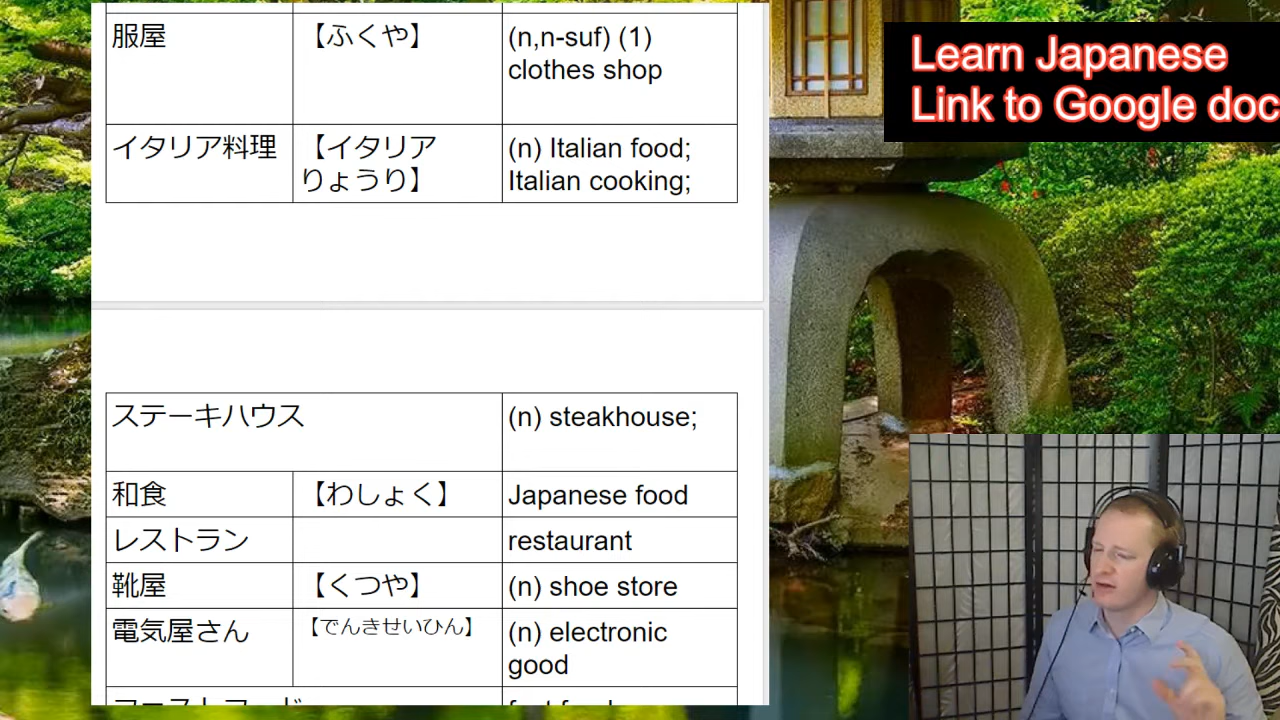 服屋 【ふくや】 (n,n-suf) (1)
clothes shop
イタリア料理 【イタリア (n) Italian food;
りょうり】 Italian cooking;
ステーキハウス (n) steakhouse;
和食 【わしょく】 Japanese food
レストラン restaurant
靴屋 【くつや】 (n) shoe store
電気屋さん 【でんきせいひん】 (n) electronic
good
Learn Japanese
Link to Google doc